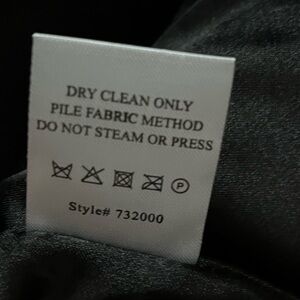 DRY CLEAN ONLY
PILE FABRIC METHOD
DO NOT STEAM OR PRESS
P
Style# 732000